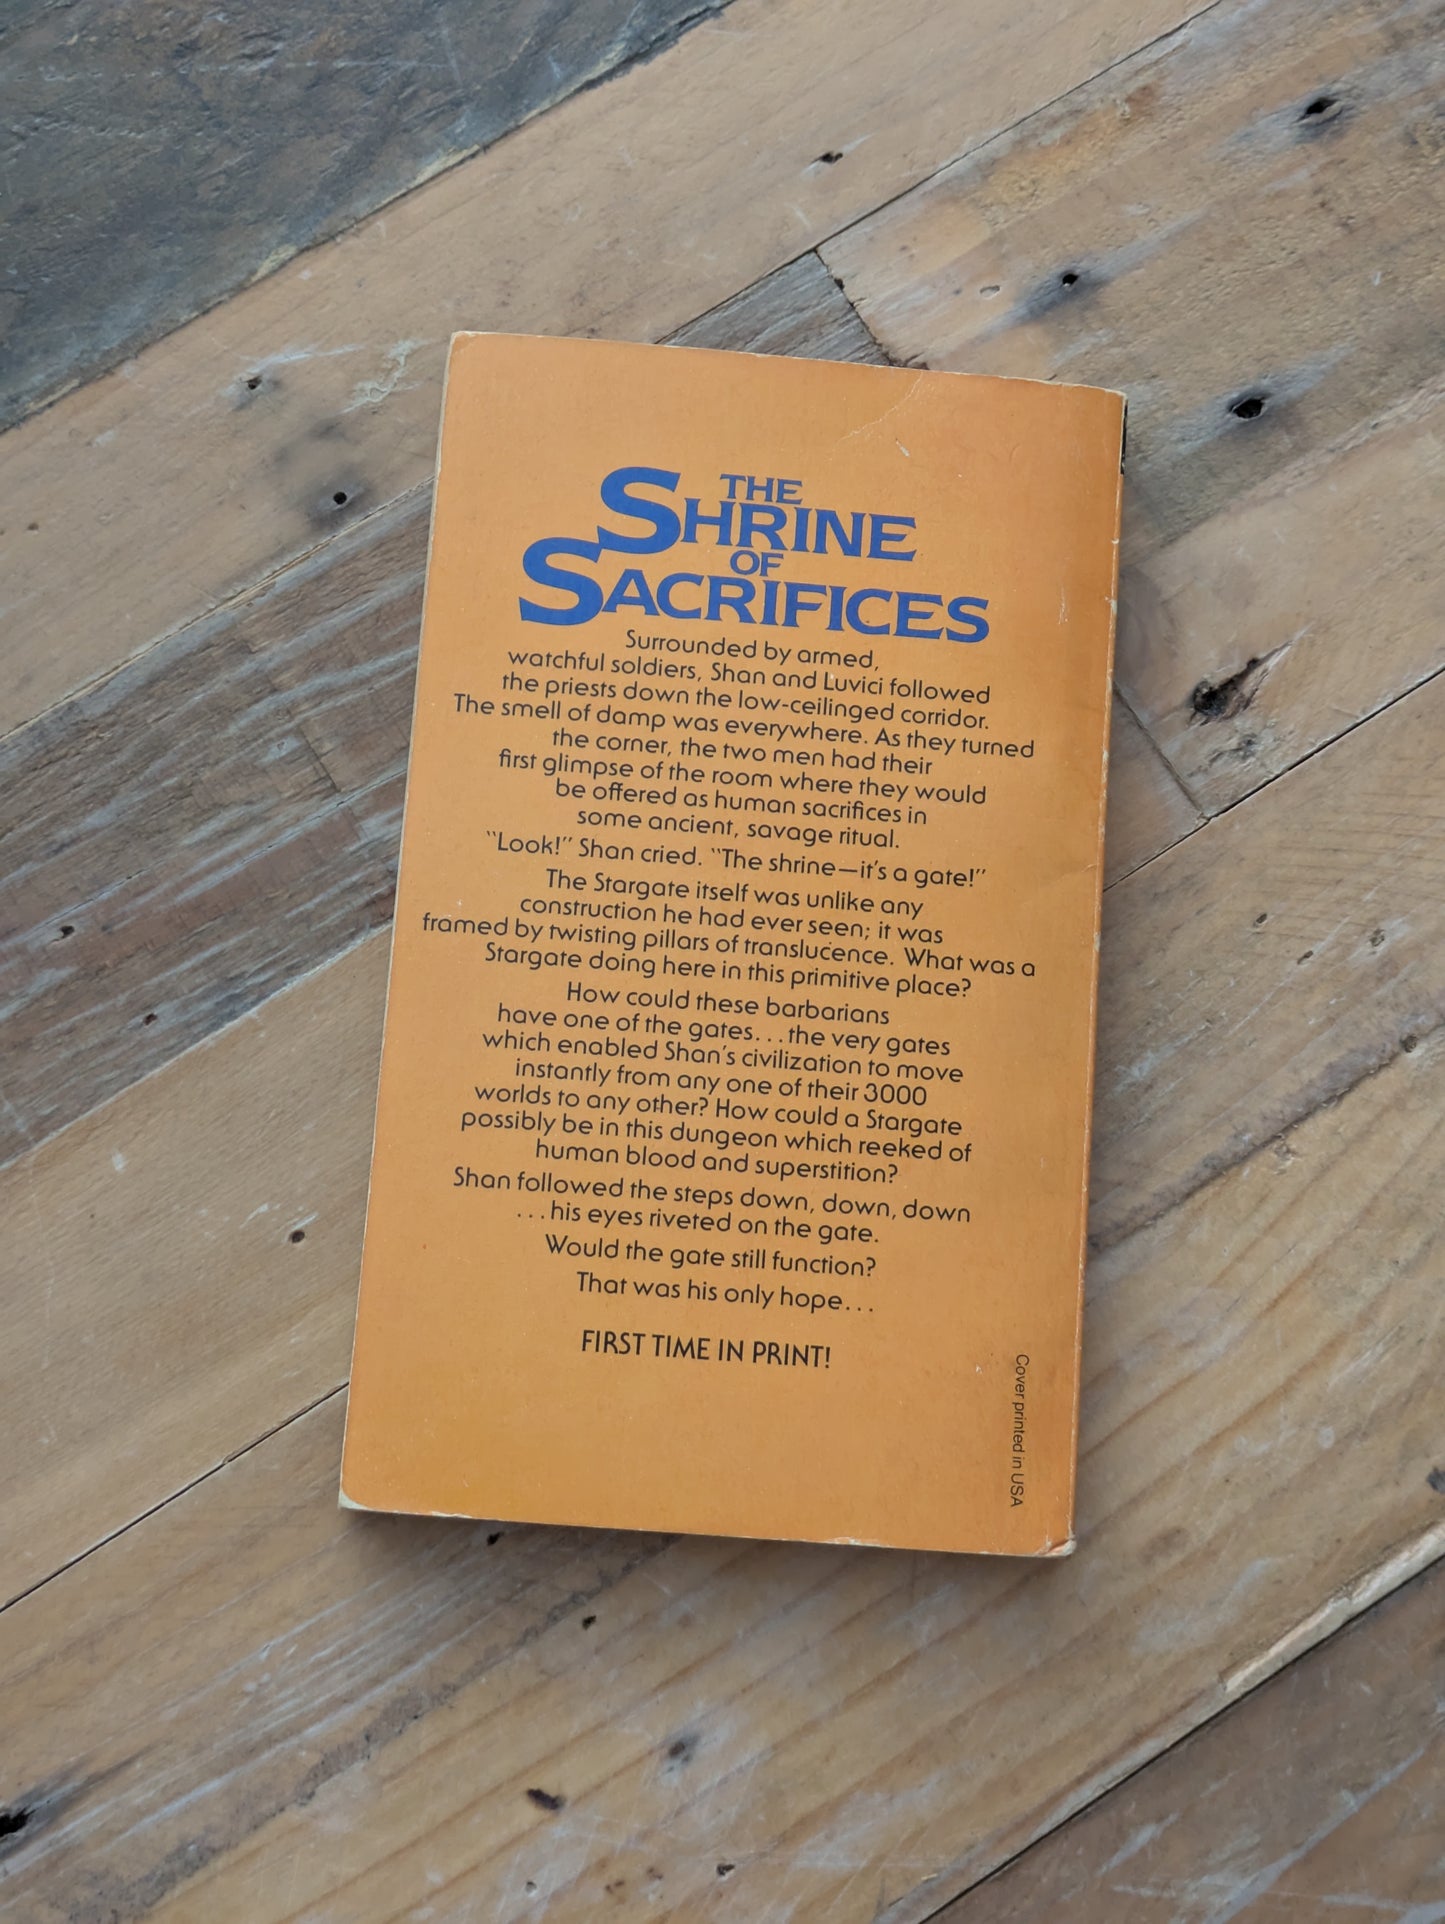 THE
SHRINE
OF
SACRIFICES
Surrounded by armed,
watchful soldiers, Shan and Luvici followed
the priests down the low-ceilinged corridor.
The smell of damp was everywhere. As they turned
the corner, the two men had their
first glimpse of the room where they would
be offered as human sacrifices in
some ancient, savage ritual.
"Look!" Shan cried. "The shrine—it's a gate!"
The Stargate itself was unlike any
construction he had ever seen; it was
framed by twisting pillars of translucence. What was a
Stargate doing here in this primitive place?
How could these barbarians
have one of the gates...the very gates
which enabled Shan's civilization to move
instantly from any one of their 3000
worlds to any other? How could a Stargate
possibly be in this dungeon which reeked of
human blood and superstition?
Shan followed the steps down, down, down
...his eyes riveted on the gate.
Would the gate still function?
That was his only hope...
FIRST TIME IN PRINT!
Cover printed in USA